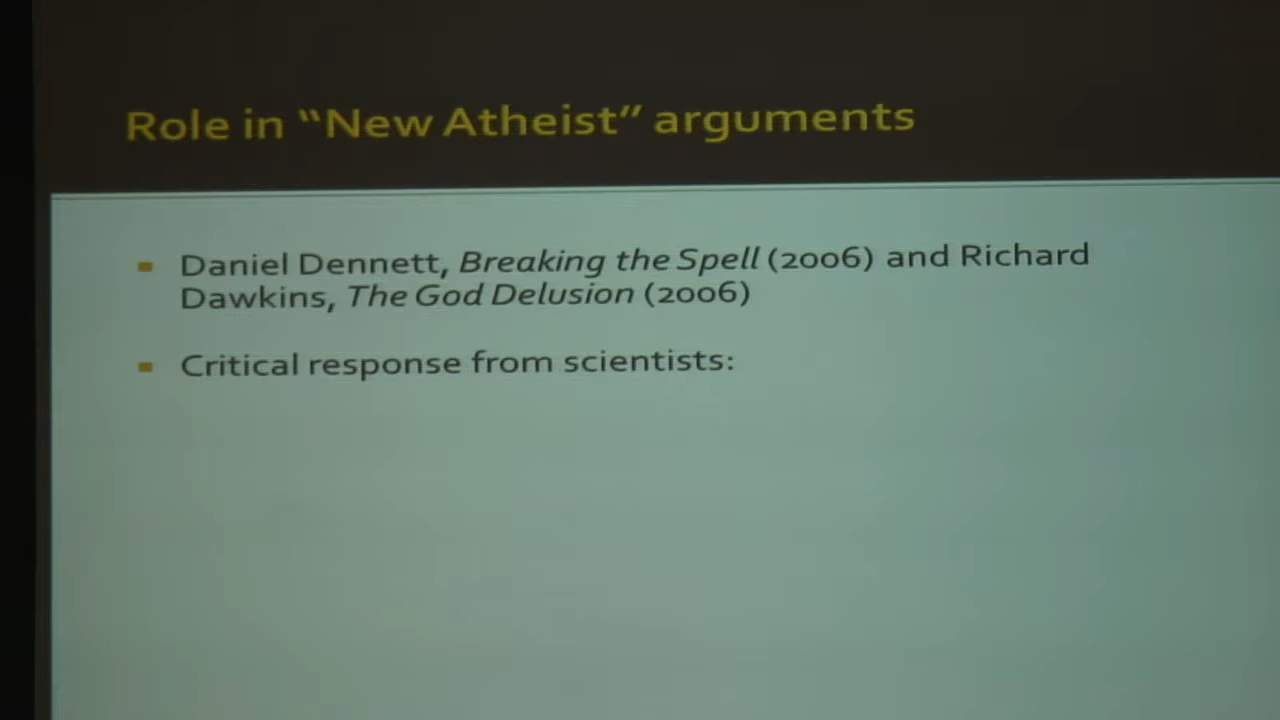 Role in “New Atheist” arguments
Daniel Dennett, Breaking the Spell (2006) and Richard
Dawkins, The God Delusion (2006)
Critical response from scientists: